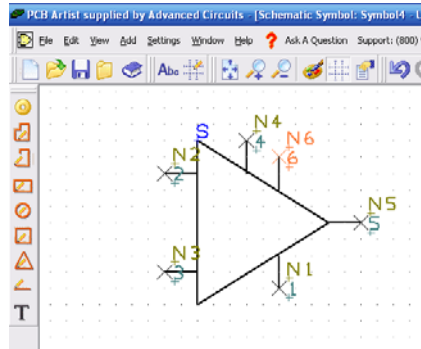 PCB Artist supplied by Advanced Circuits - [Schematic Symbol: Symbol4 - L
File Edit View Add Settings Window Help ? Ask A Question Support: (800)
Abc
S
N4
4
N6
6
N2
2
N5
5
N3
3
N1
1
T